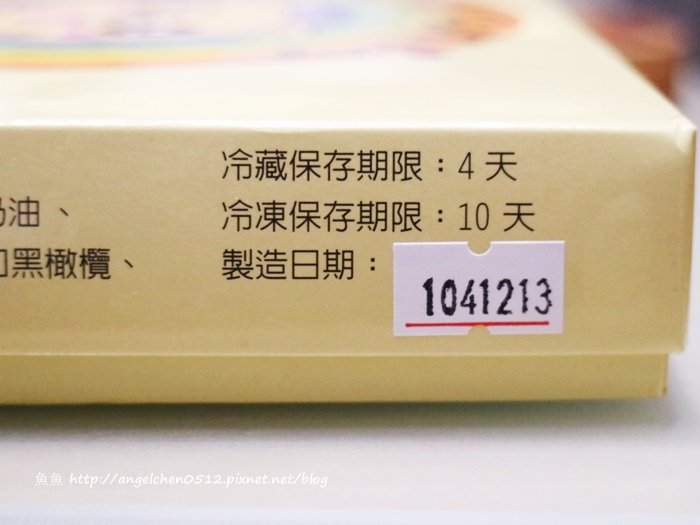 冷藏保存期限：4 天
奶油、
冷凍保存期限：10 天
黑橄欖、
製造日期：
1041213
魚魚 http://angelchen0512.pixnet.net/blog